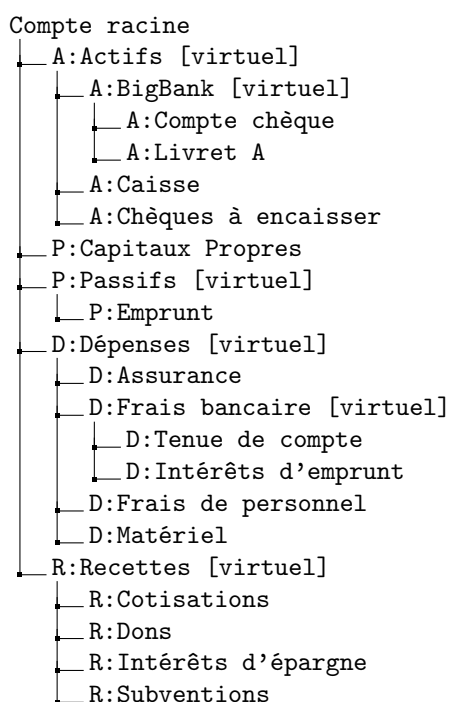 Compte racine
A:Actifs [virtuel]
A:BigBank [virtuel]
A:Compte chèque
A:Livret A
A:Caisse
A:Chèques à encaisser
P:Capitaux Propres
P:Passifs [virtuel]
P:Emprunt
D:Dépenses [virtuel]
D:Assurance
D:Frais bancaire [virtuel]
D:Tenue de compte
D:Intérêts d’emprunt
D:Frais de personnel
D:Matériel
R:Recettes [virtuel]
R:Cotisations
R:Dons
R:Intérêts d’épargne
R:Subventions